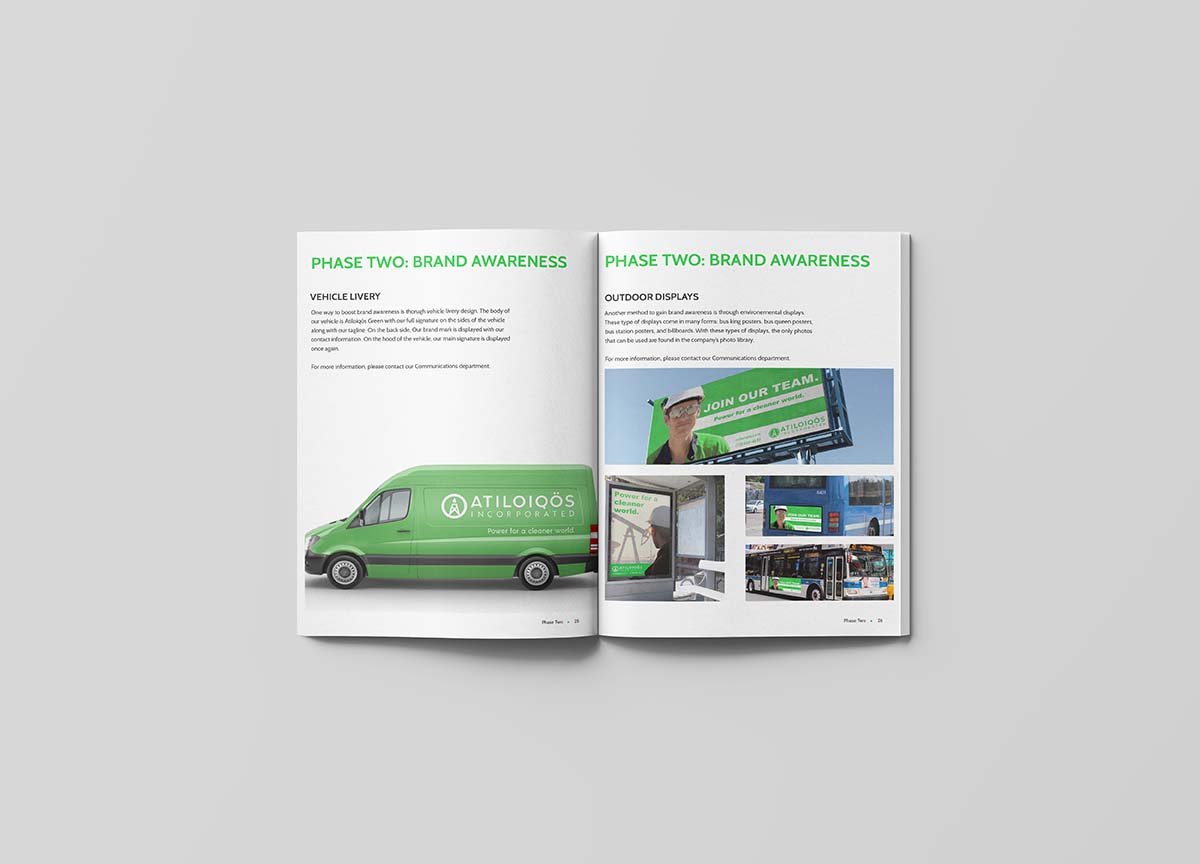 PHASE TWO: BRAND AWARENESS
VEHICLE LIVERY
One way to boost brand awareness is thorugh vehicle livery design. The body of
our vehicle is Atiloiqös Green with our full signature on the sides of the vehicle
along with our tagline. On the back side, Our brand mark is displayed with our
contact information. On the hood of the vehicle, our main signature is displayed
once again.
For more information, please contact our Communications department.
ATILOIQÖS
INCORPORATED
Power for a cleaner world.
Phase Two • 25
PHASE TWO: BRAND AWARENESS
OUTDOOR DISPLAYS
Another method to gain brand awareness is through environmental displays.
These type of displays come in many forms: bus king posters, bus queen posters,
bus station posters, and billboards. With these types of displays, the only photos
that can be used are found in the company's photo library.
For more information, please contact our Communications department.
JOIN OUR TEAM.
Power for a cleaner world.
ATILOIQÖS
INCORPORATED
Power for a
cleaner
world.
ATILOIQÖS
JOIN OUR TEAM.
Phase Two • 26